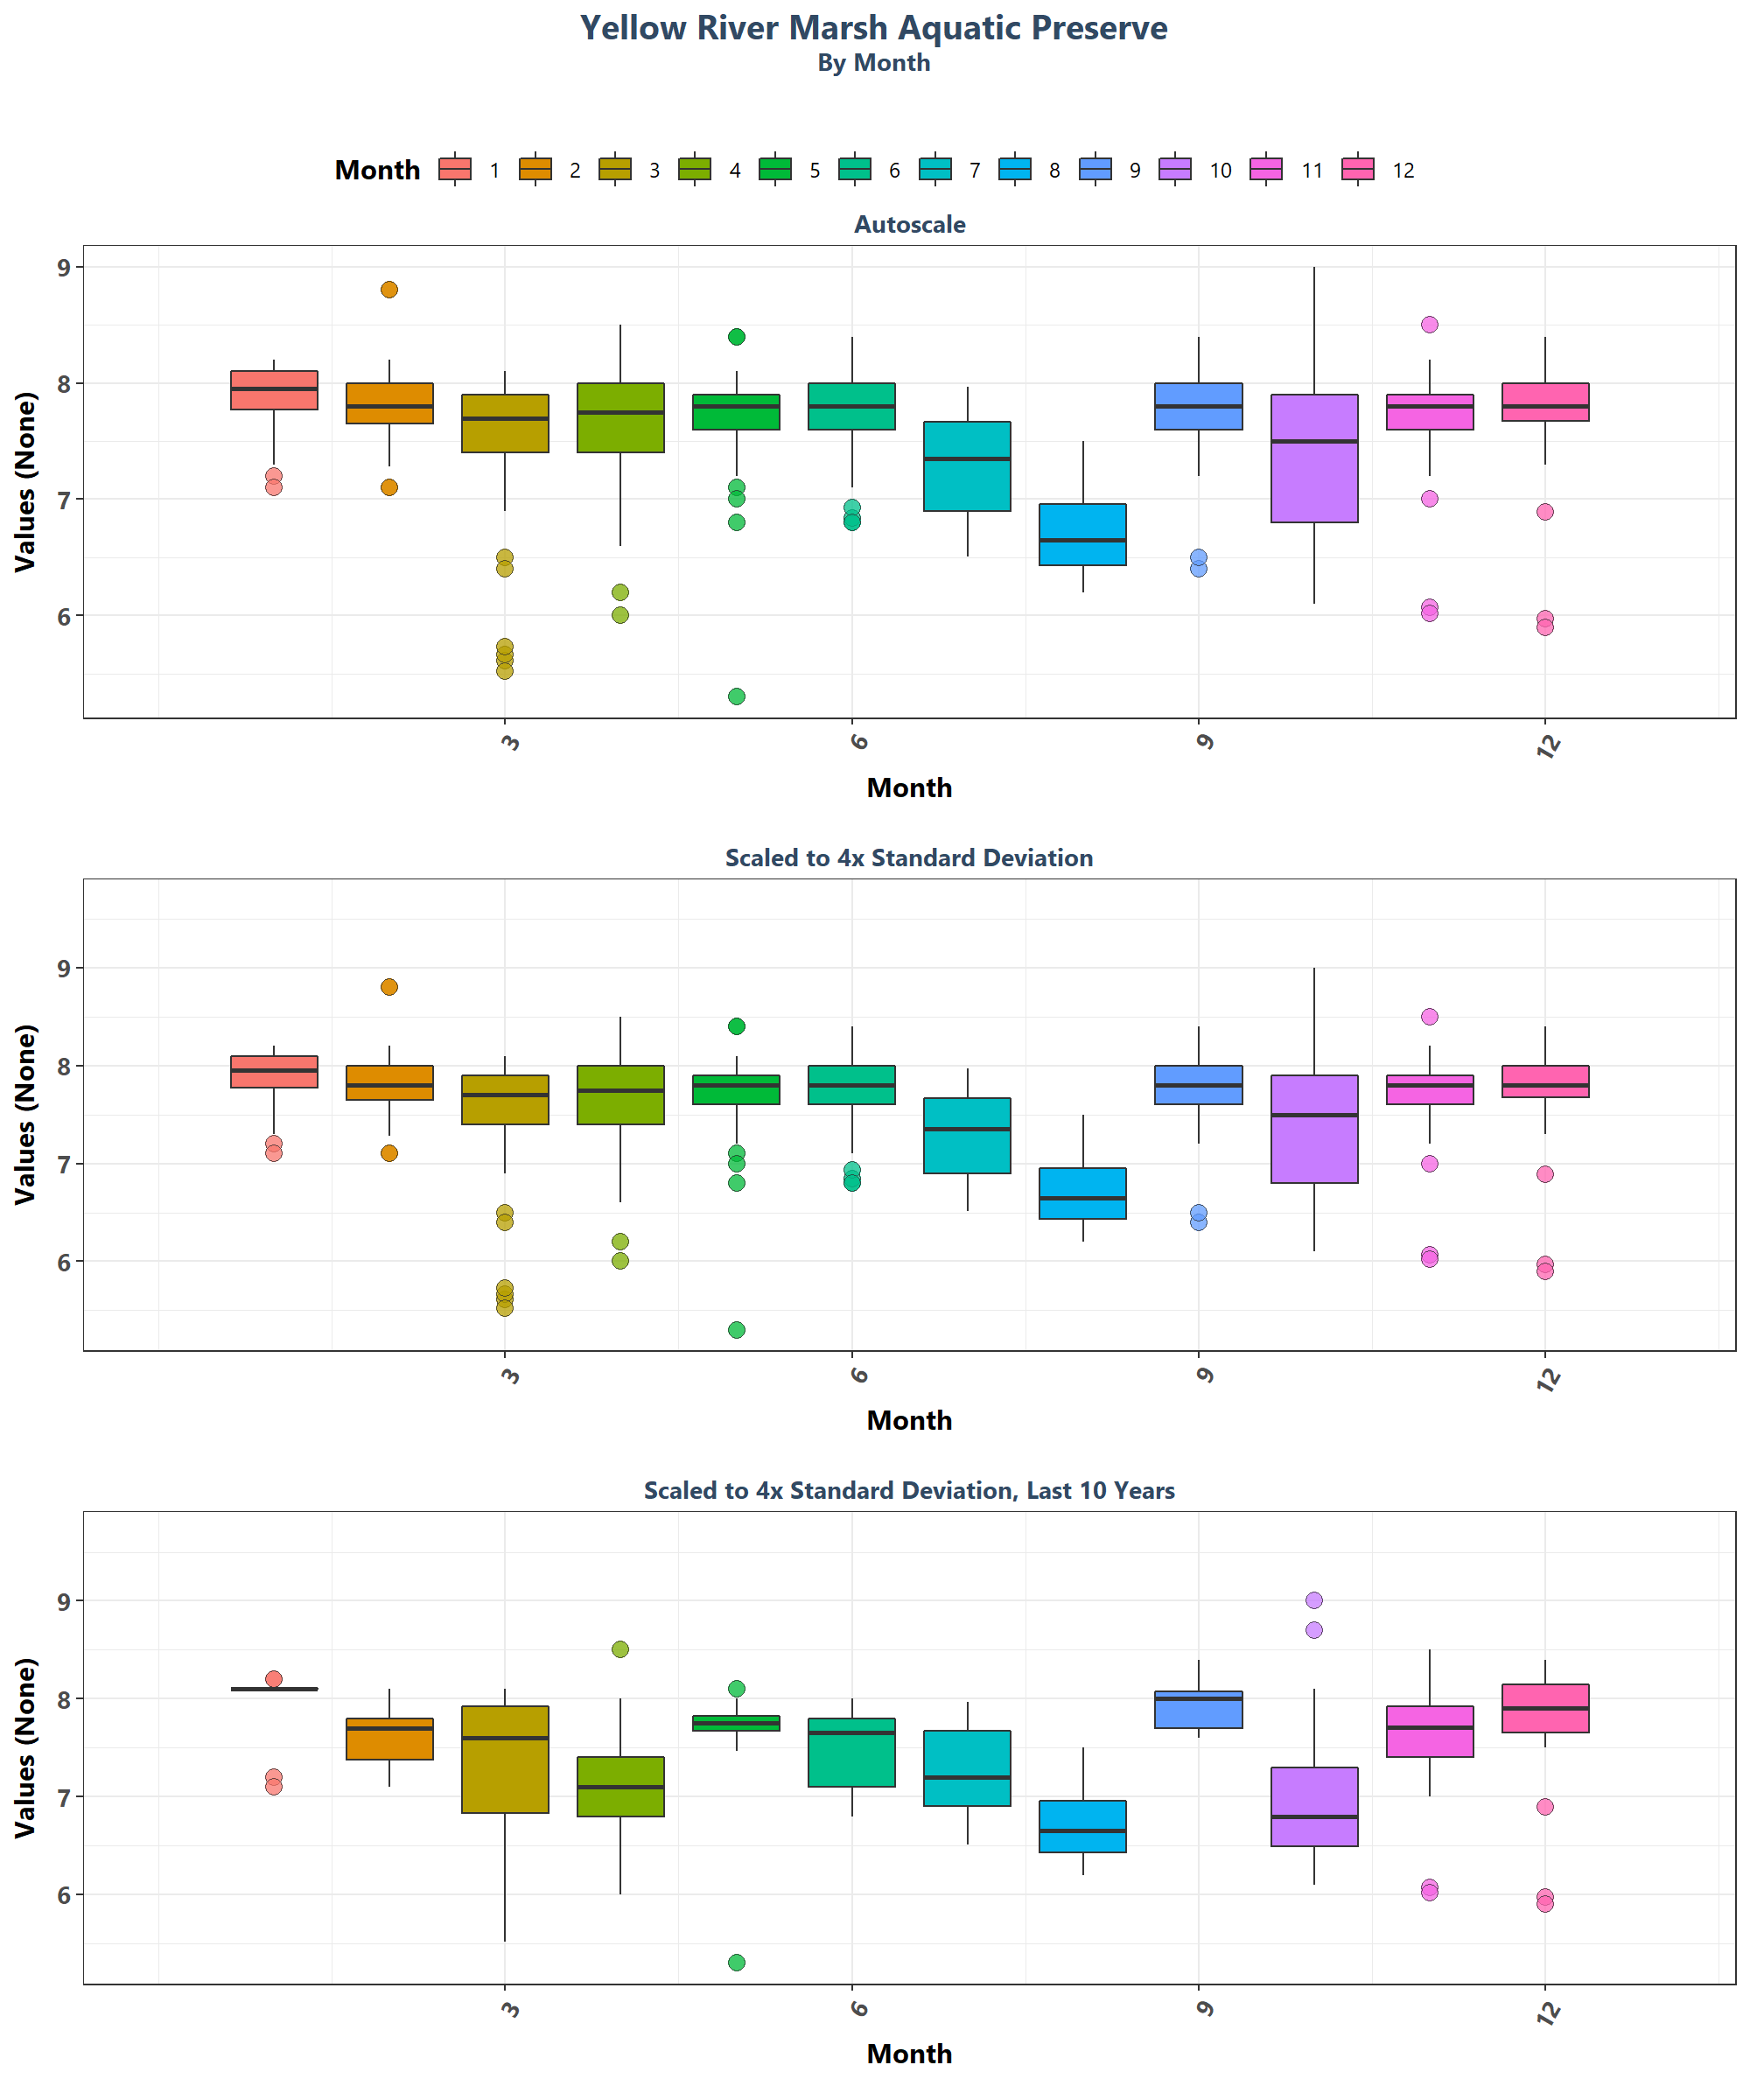 Yellow River Marsh Aquatic Preserve
By Month
Month 1 2 3 4 5 6 7 8 9 10 11 12
Autoscale
Values (None)
9
8
7
6
3 6 9 12
Month
Scaled to 4x Standard Deviation
Values (None)
9
8
7
6
3 6 9 12
Month
Scaled to 4x Standard Deviation, Last 10 Years
Values (None)
9
8
7
6
3 6 9 12
Month